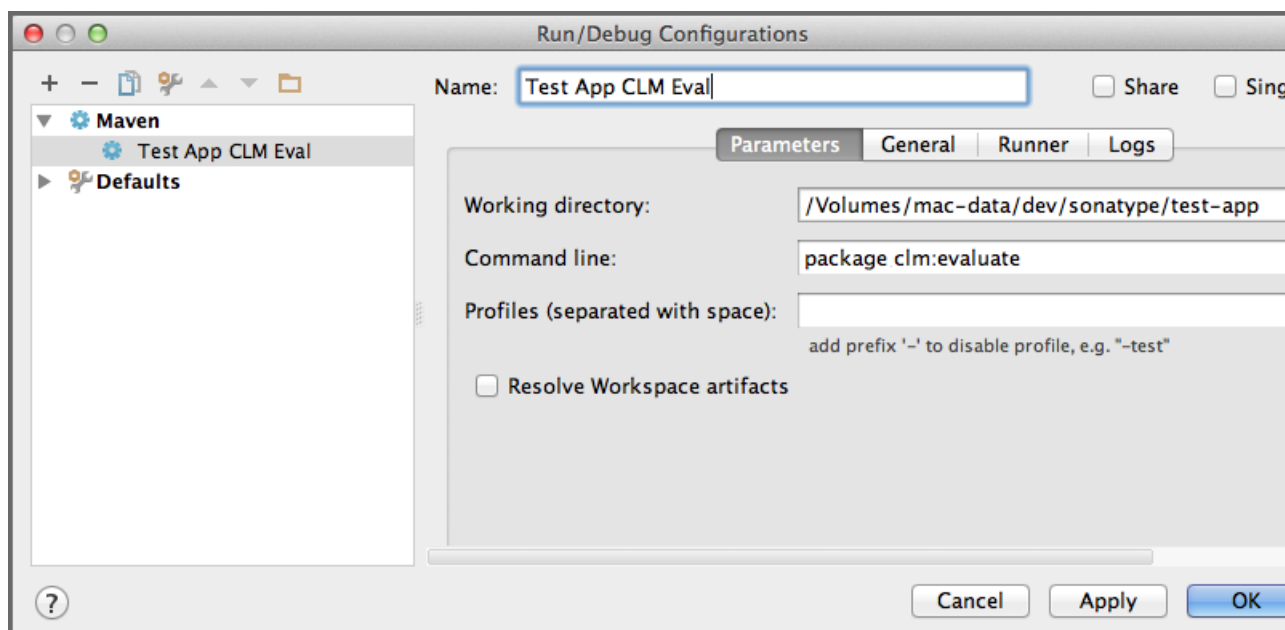 Run/Debug Configurations
Name: Test App CLM Eval Share Sing
Maven
Test App CLM Eval
Defaults
Parameters General Runner Logs
Working directory: /Volumes/mac-data/dev/sonatype/test-app
Command line: package clm:evaluate
Profiles (separated with space):
add prefix '-' to disable profile, e.g. "-test"
Resolve Workspace artifacts
? Cancel Apply OK